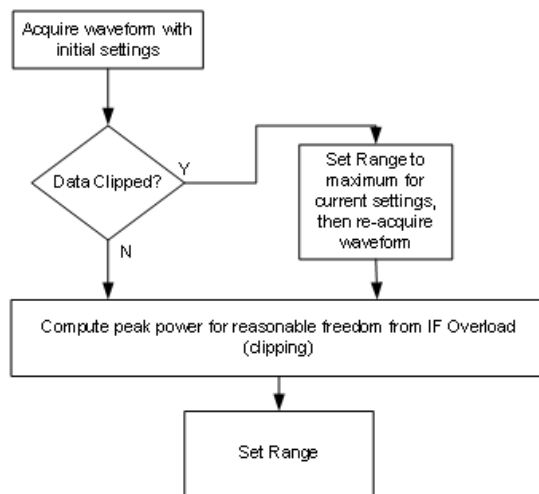 Acquire waveform with
initial settings
Data Clipped?
Y
Set Range to
maximum for
current settings,
then re-acquire
waveform
N
Compute peak power for reasonable freedom from IF Overload
(clipping)
Set Range